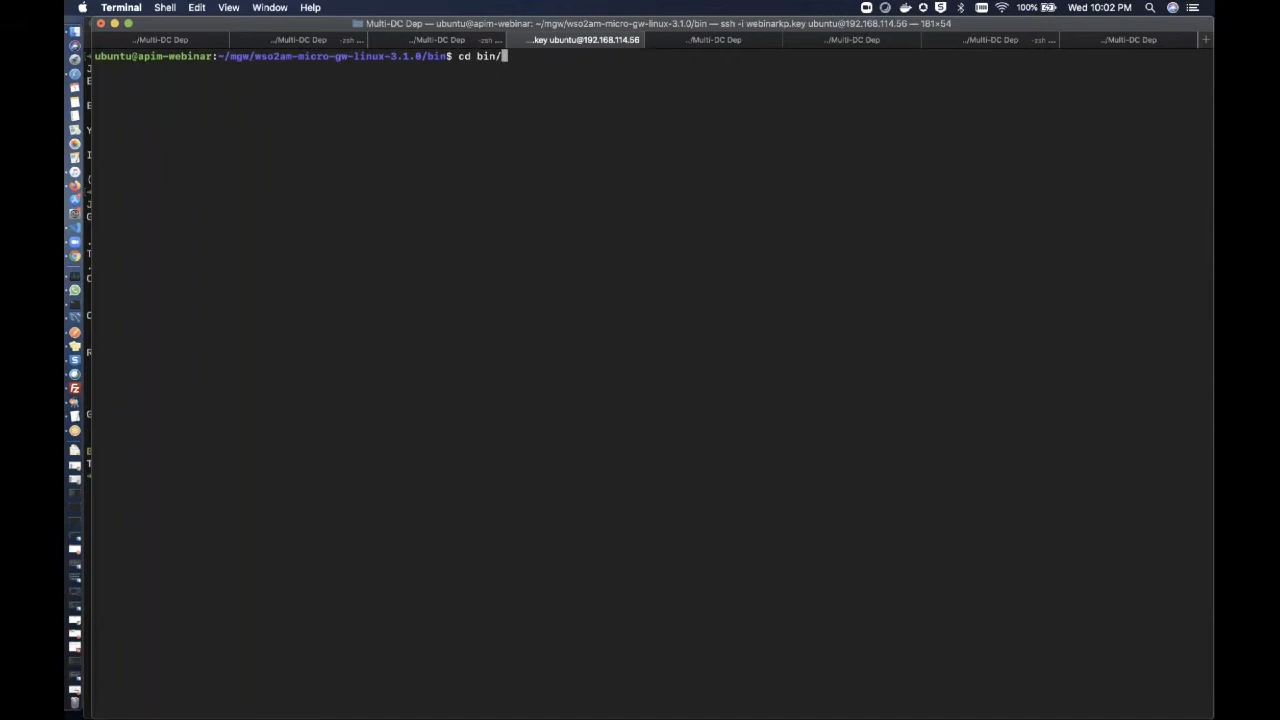 Terminal Shell Edit View Window Help 100% Wed 10:02 PM
Multi-DC Dep — ubuntu@apim-webinar: ~/mgw/wso2am-micro-gw-linux-3.1.0/bin — ssh -i webinarkp.key ubuntu@192.168.114.56 — 181×54
../Multi-DC Dep ../Multi-DC Dep -zsh ... ../Multi-DC Dep -zsh ... ...key ubuntu@192.168.114.56 ../Multi-DC Dep ../Multi-DC Dep ../Multi-DC Dep -zsh ... ../Multi-DC Dep +
ubuntu@apim-webinar:~/mgw/wso2am-micro-gw-linux-3.1.0/bin$ cd bin/